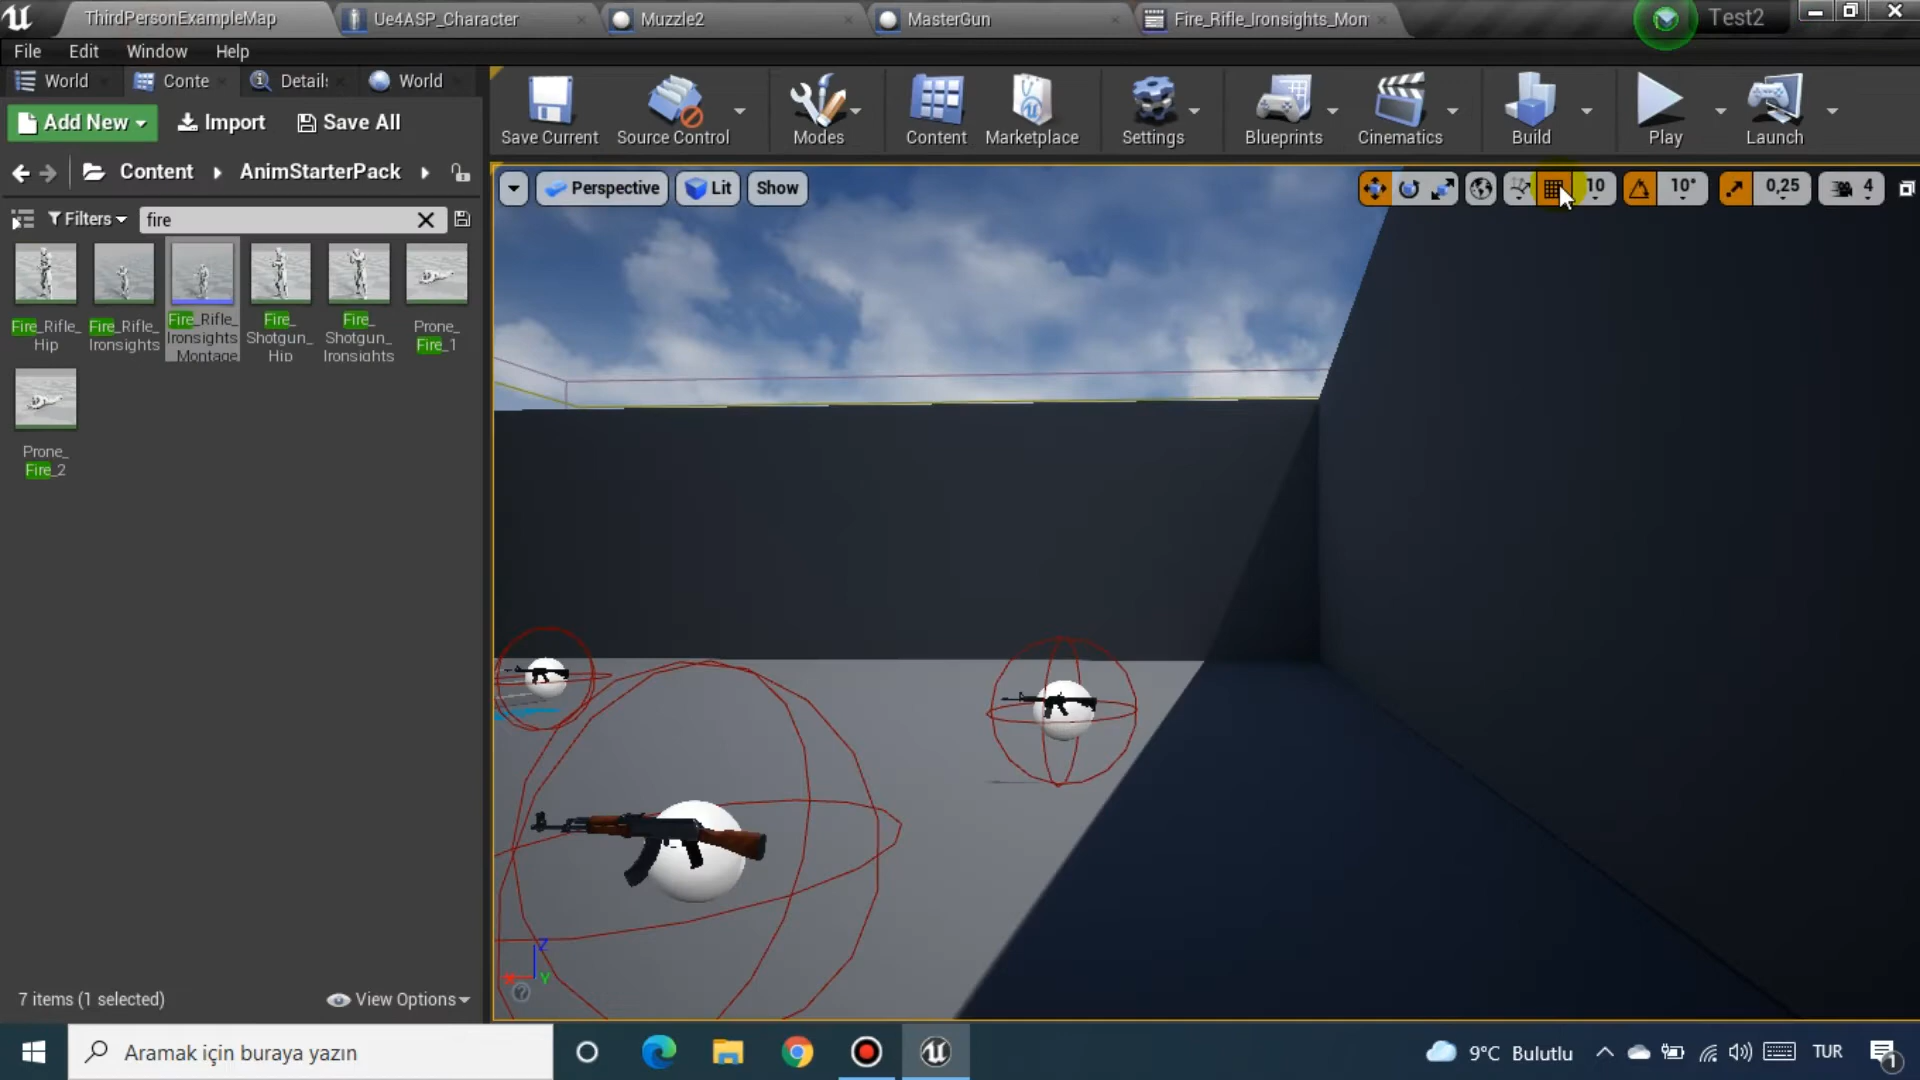 ThirdPersonExampleMap
Ue4ASP_Character
Muzzle2
MasterGun
Fire_Rifle_Ironsights_Mon
Test2
File
Edit
Window
Help
World
Conte
Details
World
Add New
Import
Save All
Content
AnimStarterPack
Filters
fire
Fire_Rifle_
Hip
Fire_Rifle_
Ironsights
Fire_Rifle_
Ironsights
_Montage
Fire_
Shotgun_
Hip
Fire_
Shotgun_
Ironsights
Prone_
Fire_1
Prone_
Fire_2
7 items (1 selected)
View Options
Save Current
Source Control
Modes
Content
Marketplace
Settings
Blueprints
Cinematics
Build
Play
Launch
Perspective
Lit
Show
10
10°
0,25
4
Z
X
Y
Aramak için buraya yazın
9°C Bulutlu
TUR
1